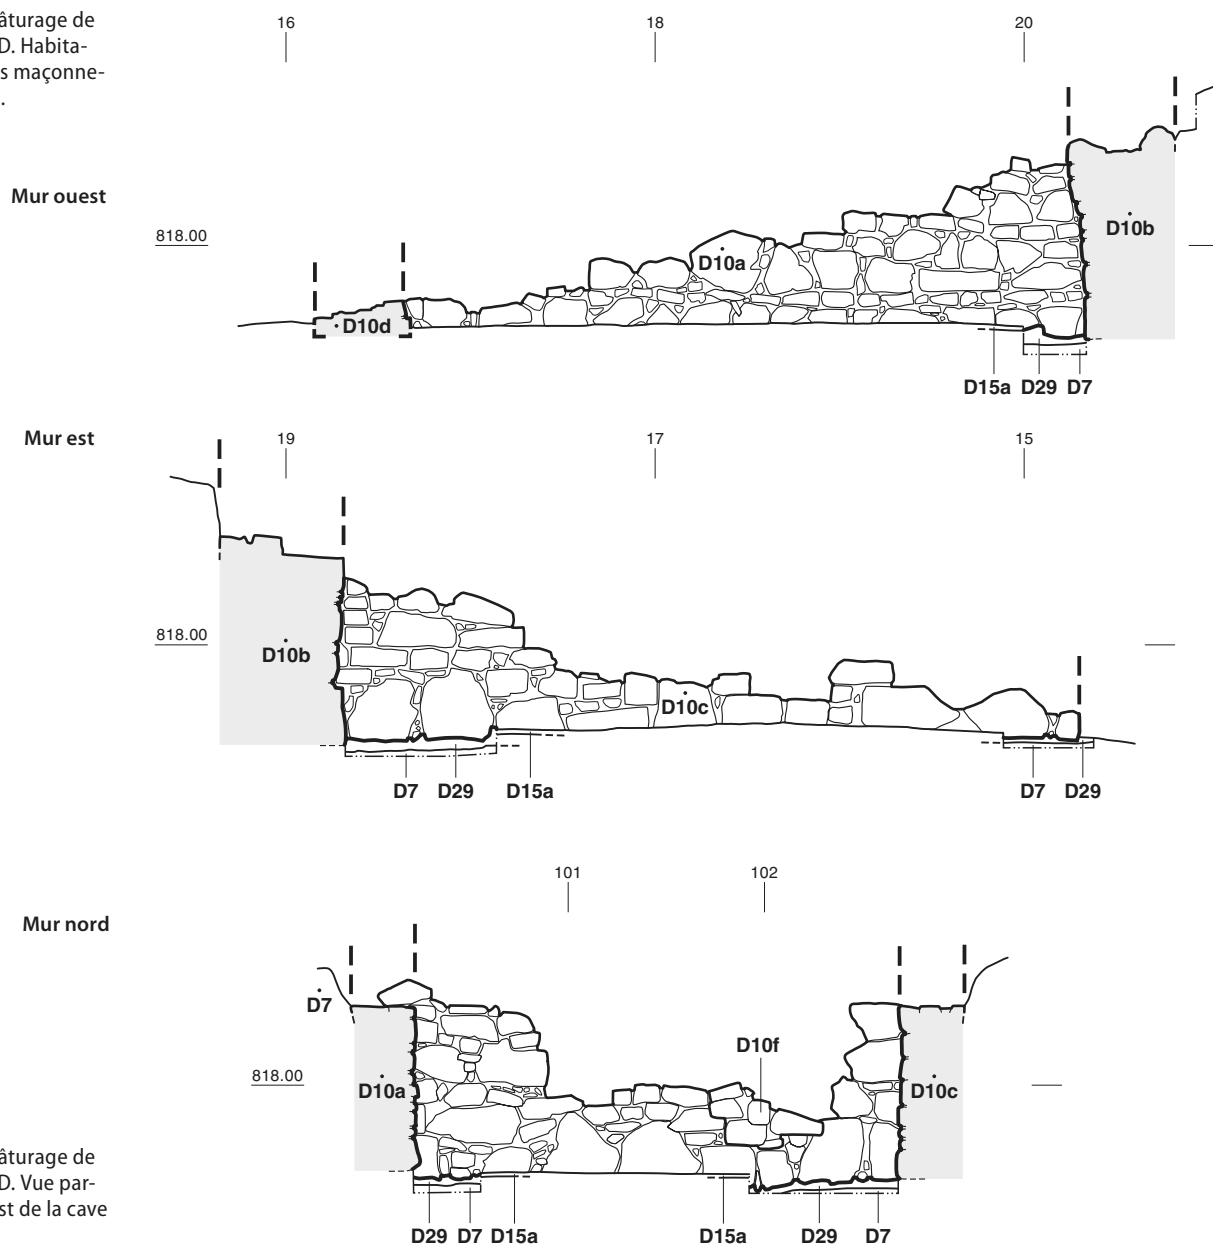 âturage de
D. Habita-
s maçonne-
.
16 18 20
Mur ouest
818.00
D10a
D10b
D10d
D15a D29 D7
Mur est
19 17 15
818.00
D10b
D10c
D7 D29 D15a D7 D29
101 102
Mur nord
D7
D10f
818.00
D10a
D10c
âturage de
D. Vue par-
st de la cave
D29 D7 D15a D15a D29 D7